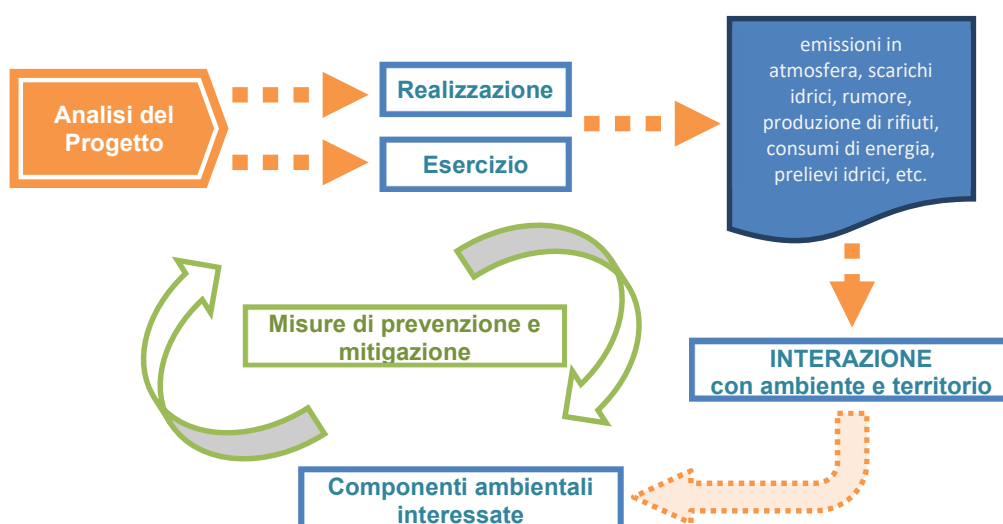 Analisi del
Progetto
Realizzazione
Esercizio
emissioni in
atmosfera, scarichi
idrici, rumore,
produzione di rifiuti,
consumi di energia,
prelievi idrici, etc.
Misure di prevenzione e
mitigazione
INTERAZIONE
con ambiente e territorio
Componenti ambientali
interessate